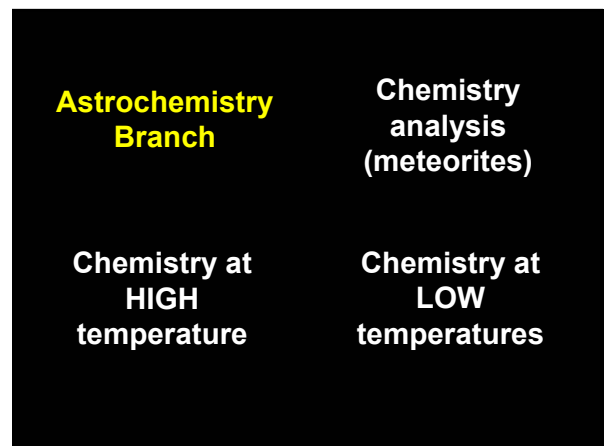 Astrochemistry
Branch
Chemistry
analysis
(meteorites)
Chemistry at
HIGH
temperature
Chemistry at
LOW
temperatures